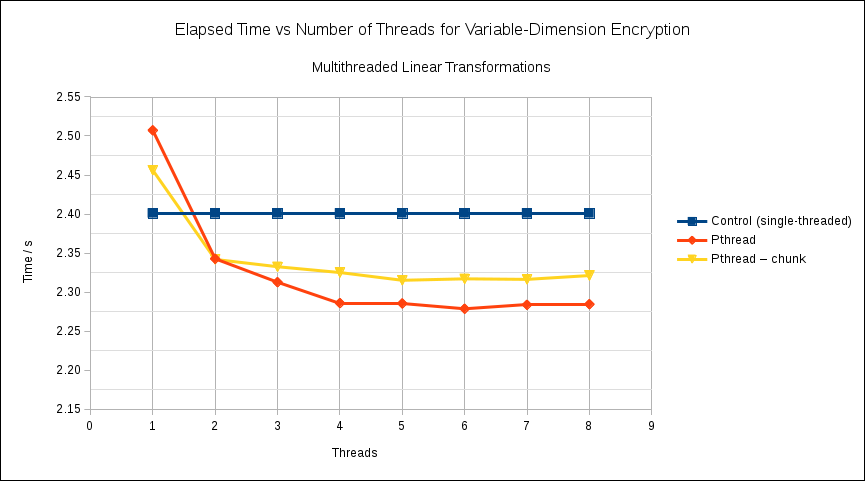 Elapsed Time vs Number of Threads for Variable-Dimension Encryption
Multithreaded Linear Transformations
2.55
2.50
2.45
2.40
2.35
2.30
2.25
2.20
2.15
Time / s
0 1 2 3 4 5 6 7 8 9
Threads
Control (single-threaded)
Pthread
Pthread – chunk